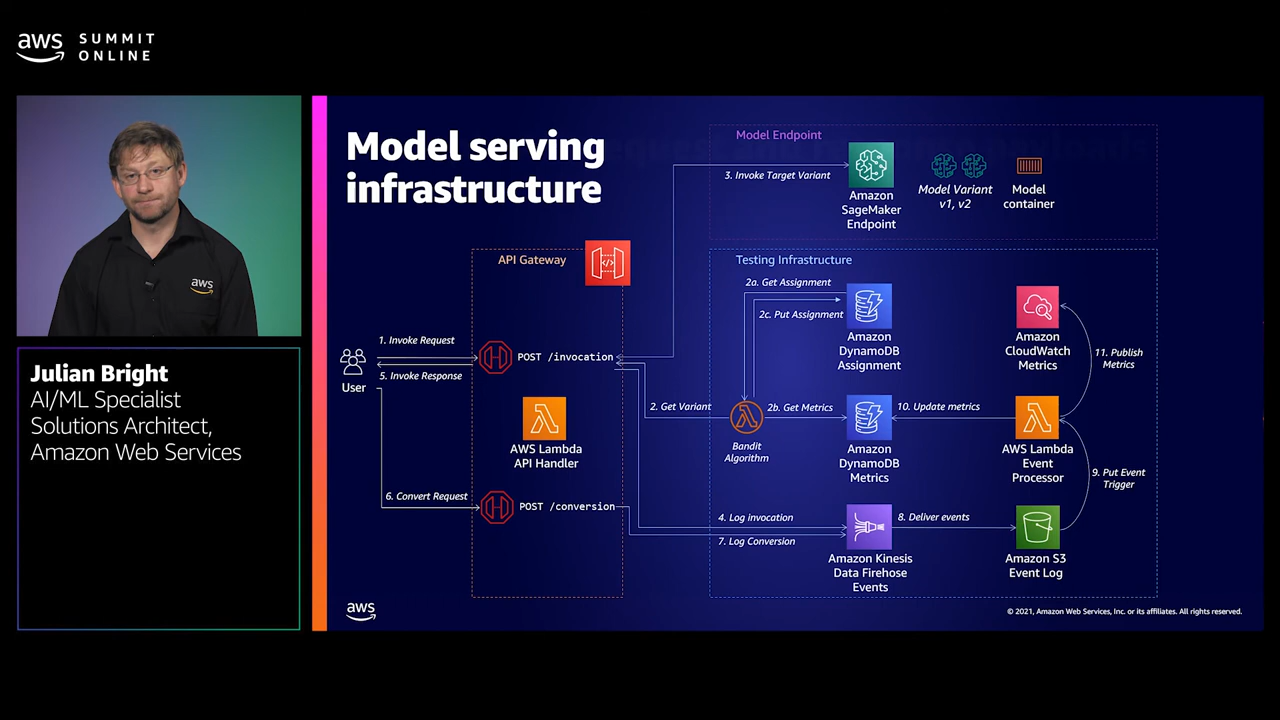 aws SUMMIT
ONLINE
aws
Julian Bright
AI/ML Specialist
Solutions Architect,
Amazon Web Services
Model serving
infrastructure
Model Endpoint
3. Invoke Target Variant
Amazon
SageMaker
Endpoint
Model Variant
v1, v2
Model
container
API Gateway
Testing Infrastructure
2a. Get Assignment
2c. Put Assignment
Amazon
DynamoDB
Assignment
Amazon
CloudWatch
Metrics
11. Publish
Metrics
1. Invoke Request
5. Invoke Response
User
POST /invocation
2. Get Variant
Bandit
Algorithm
2b. Get Metrics
Amazon
DynamoDB
Metrics
10. Update metrics
AWS Lambda
Event
Processor
9. Put Event
Trigger
AWS Lambda
API Handler
6. Convert Request
POST /conversion
4. Log invocation
7. Log Conversion
Amazon Kinesis
Data Firehose
Events
8. Deliver events
Amazon S3
Event Log
aws
© 2021, Amazon Web Services, Inc. or its affiliates. All rights reserved.